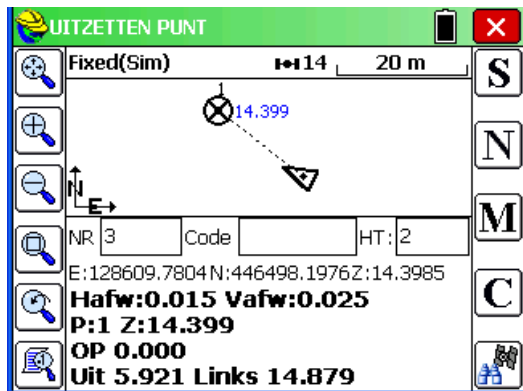 UITZETTEN PUNT
Fixed(Sim) 14 20 m S
1
14.399
N
N
E
M
NR 3 Code HT: 2
E:128609.7804 N:446498.1976 Z:14.3985
Hafw:0.015 Vafw:0.025
C
P:1 Z:14.399
OP 0.000
Uit 5.921 Links 14.879